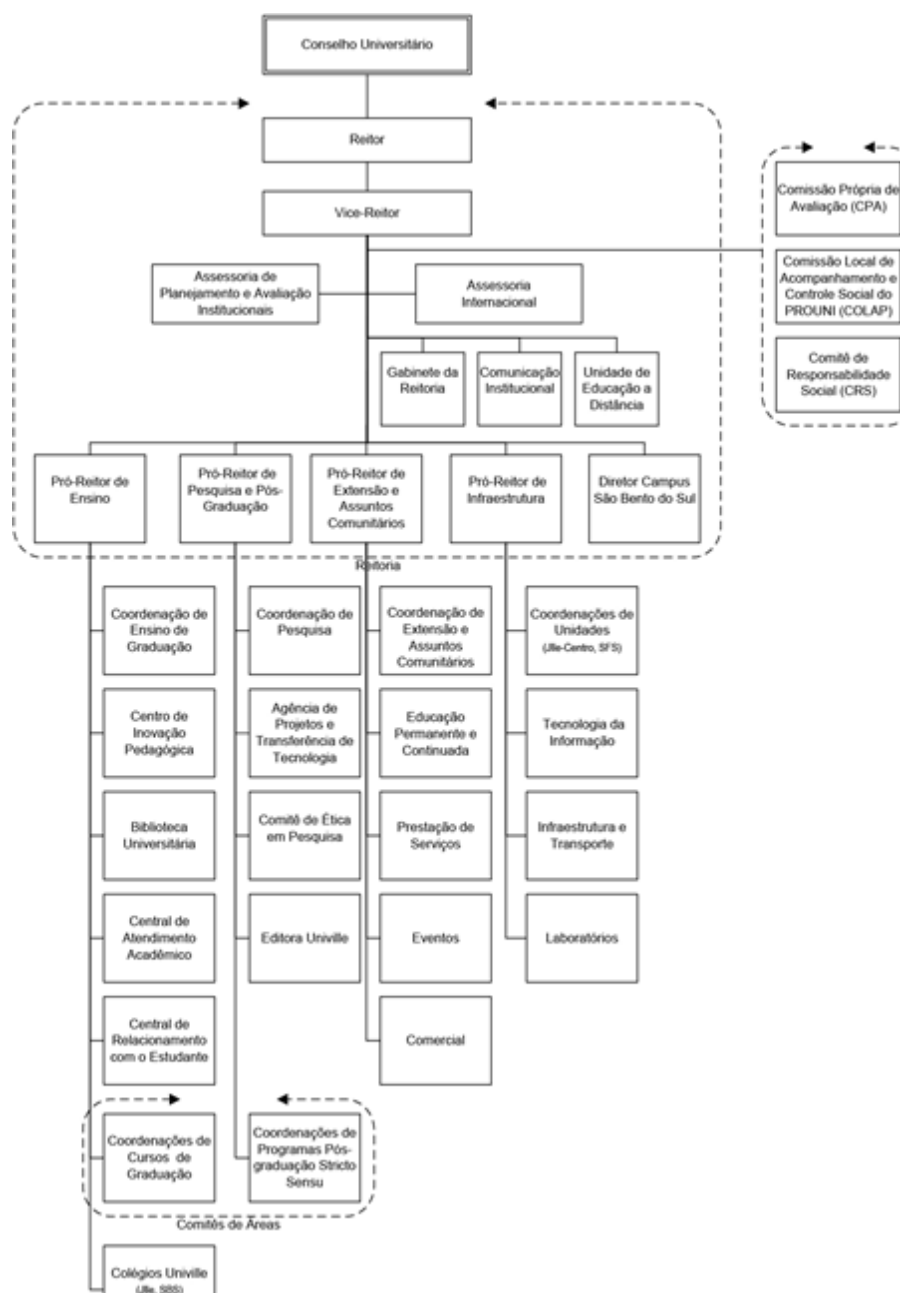 Conselho Universitário
Reitor
Vice-Reitor
Comissão Própria de
Avaliação (CPA)
Comissão Local de
Acompanhamento e
Controle Social do
PROUNI (COLAP)
Comitê de
Responsabilidade
Social (CRS)
Assessoria de
Planejamento e Avaliação
Institucionais
Assessoria
Internacional
Gabinete da
Reitoria
Comunicação
Institucional
Unidade de
Educação a
Distância
Pró-Reitor de
Ensino
Pró-Reitor de
Pesquisa e Pós-
Graduação
Pró-Reitor de
Extensão e
Assuntos
Comunitários
Pró-Reitor de
Infraestrutura
Diretor Campus
São Bento do Sul
Reitoria
Coordenação de
Ensino de
Graduação
Coordenação de
Pesquisa
Coordenação de
Extensão e
Assuntos
Comunitários
Coordenações de
Unidades
(Jlle-Centro, SFS)
Centro de
Inovação
Pedagógica
Agência de
Projetos e
Transferência de
Tecnologia
Educação
Permanente e
Continuada
Tecnologia da
Informação
Biblioteca
Universitária
Comitê de Ética
em Pesquisa
Prestação de
Serviços
Infraestrutura e
Transporte
Central de
Atendimento
Acadêmico
Editora Univille
Eventos
Laboratórios
Central de
Relacionamento
com o Estudante
Comercial
Coordenações de
Cursos de
Graduação
Coordenações de
Programas Pós-
graduação Stricto
Sensu
Comitês de Áreas
Colégios Univille
(Jlle, SBS)